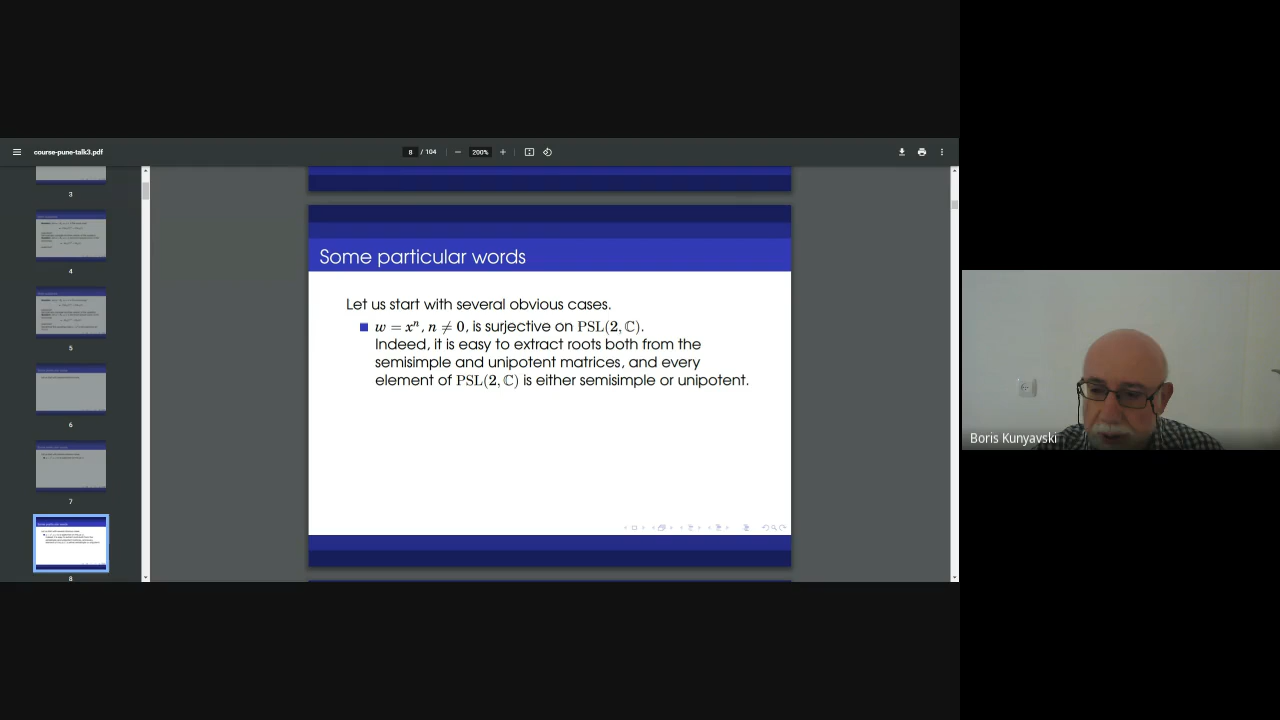 course-pune-talk3.pdf
8 / 104
200%
3
4
5
6
7
8
Some particular words
Let us start with several obvious cases.
w = xⁿ, n ≠ 0, is surjective on PSL(2, ℂ).
Indeed, it is easy to extract roots both from the
semisimple and unipotent matrices, and every
element of PSL(2, ℂ) is either semisimple or unipotent.
Boris Kunyavski